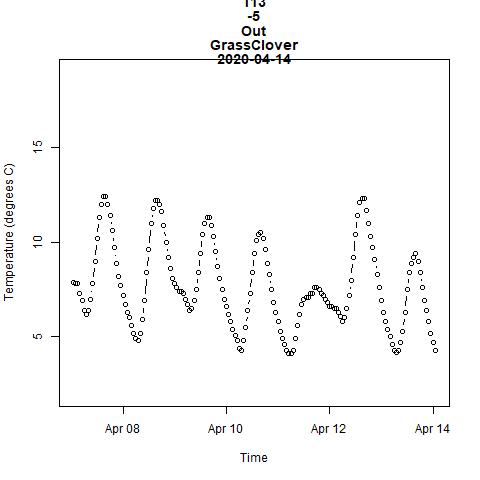 113
-5
Out
GrassClover
2020-04-14
Temperature (degrees C)
15
10
5
Apr 08 Apr 10 Apr 12 Apr 14
Time